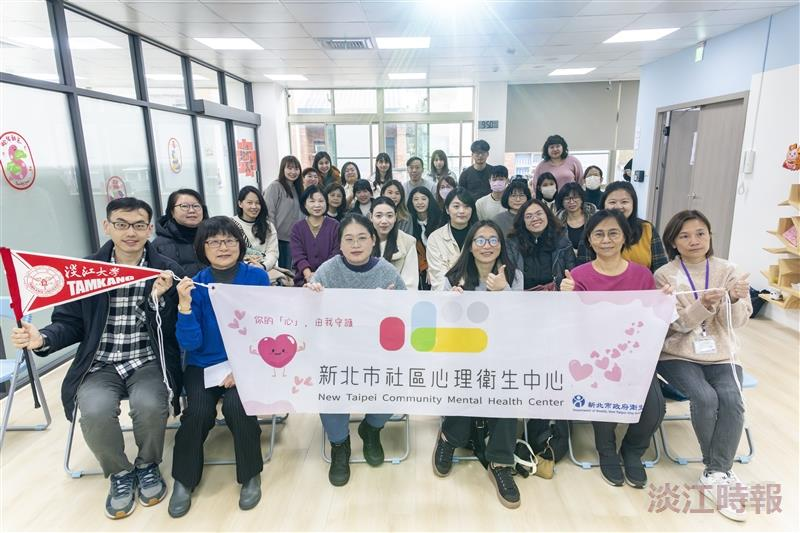 950
淡江大學
TAMKANG
你的「心」，由我守護
新北市社區心理衛生中心
New Taipei Community Mental Health Center
新北市政府衛生
淡江時報